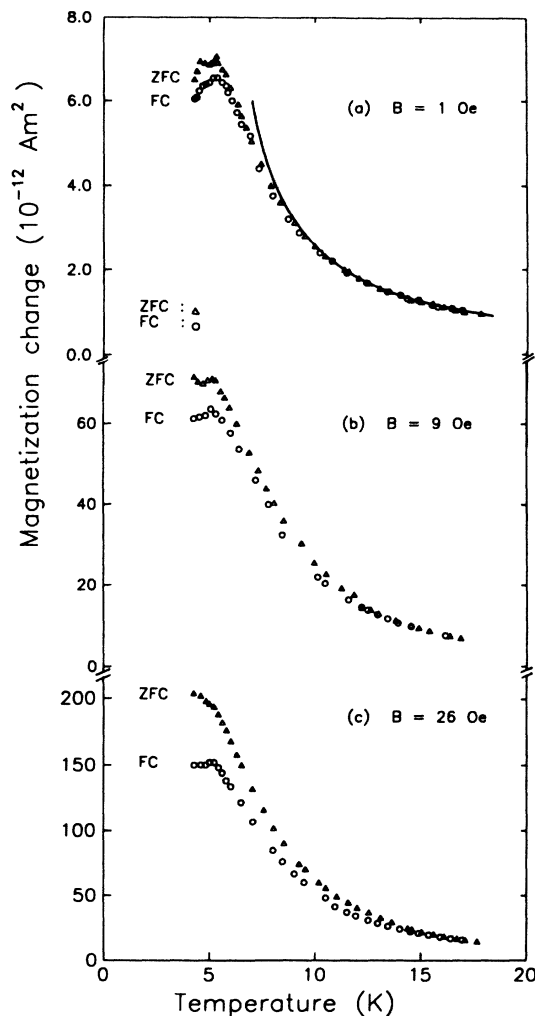 Magnetization change (10⁻¹² Am²)
8.0
6.0
4.0
2.0
0.0
ZFC
FC
(a) B = 1 Oe
ZFC :
FC :
60
40
20
0
ZFC
FC
(b) B = 9 Oe
200
150
100
50
0
ZFC
FC
(c) B = 26 Oe
0
5
10
15
20
Temperature (K)